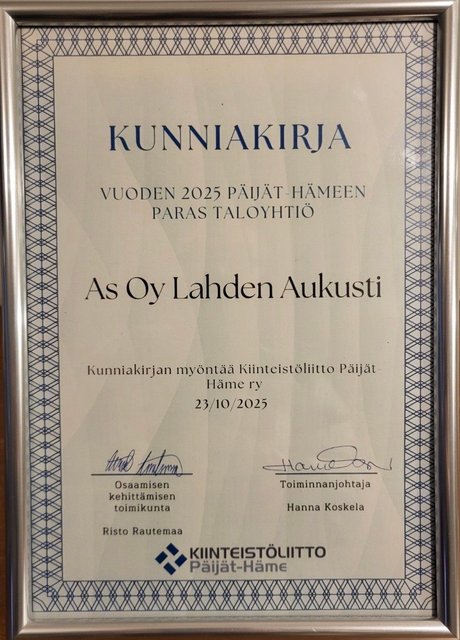 KUNNIAKIRJA
VUODEN 2025 PÄIJÄT-HÄMEEN
PARAS TALOYHTIÖ
As Oy Lahden Aukusti
Kunniakirjan myöntää Kiinteistöliitto Päijät-
Häme ry
23/10/2025
Osaamisen
kehittämisen
toimikunta
Risto Rautemaa
Toiminnanjohtaja
Hanna Koskela
KIINTEISTÖLIITTO
Päijät-Häme